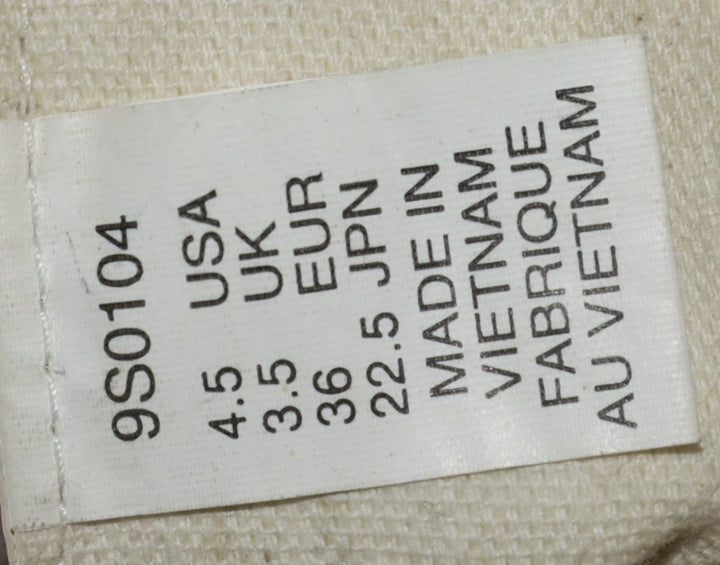 9S0104
4.5 USA
3.5 UK
36 EUR
22.5 JPN
MADE IN
VIETNAM
FABRIQUE
AU VIETNAM